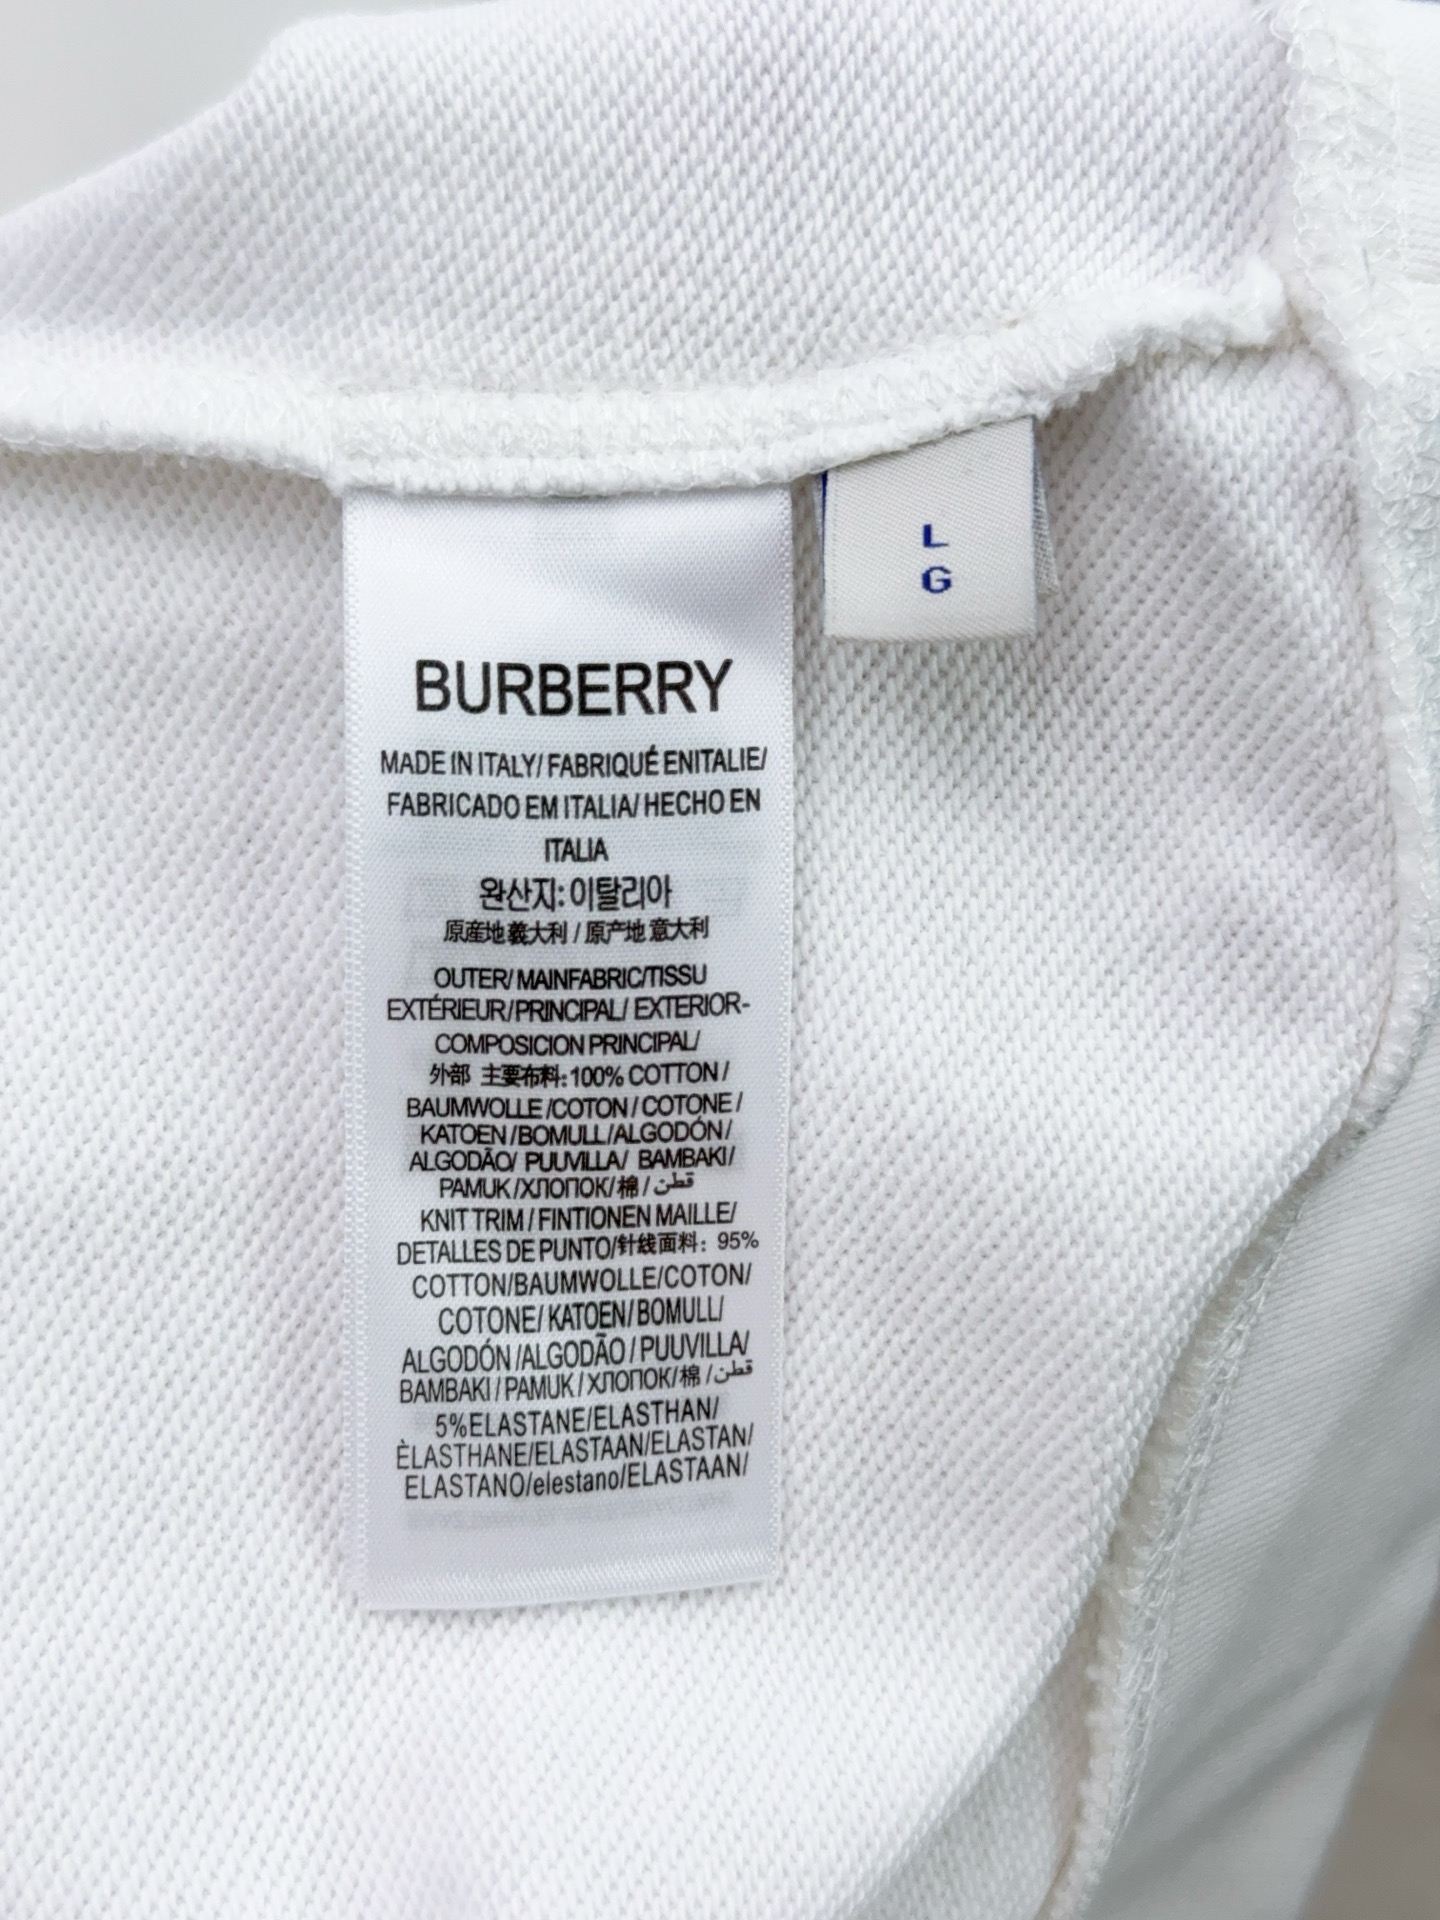 L
G
BURBERRY
MADE IN ITALY/ FABRIQUÉ ENITALIE/
FABRICADO EM ITALIA/ HECHO EN
ITALIA
완산지: 이탈리아
原産地義大利 / 原产地意大利
OUTER/ MAINFABRIC/TISSU
EXTÉRIEUR/PRINCIPAL/ EXTERIOR-
COMPOSICION PRINCIPAL/
外部 主要布料: 100% COTTON /
BAUMWOLLE /COTON / COTONE /
KATOEN /BOMULL/ALGODÓN /
ALGODÃO/ PUUVILLA/ BAMBAKI/
PAMUK /ХЛОПОК/ 棉 / قطن
KNIT TRIM / FINTIONEN MAILLE/
DETALLES DE PUNTO/针线面料: 95%
COTTON/BAUMWOLLE/COTON/
COTONE/ KATOEN/ BOMULL/
ALGODÓN /ALGODÃO / PUUVILLA/
BAMBAKI / PAMUK / ХЛОПОК/ 棉 / قطن
5%ELASTANE/ELASTHAN/
ÈLASTHANE/ELASTAAN/ELASTAN/
ELASTANO/elestano/ELASTAAN/